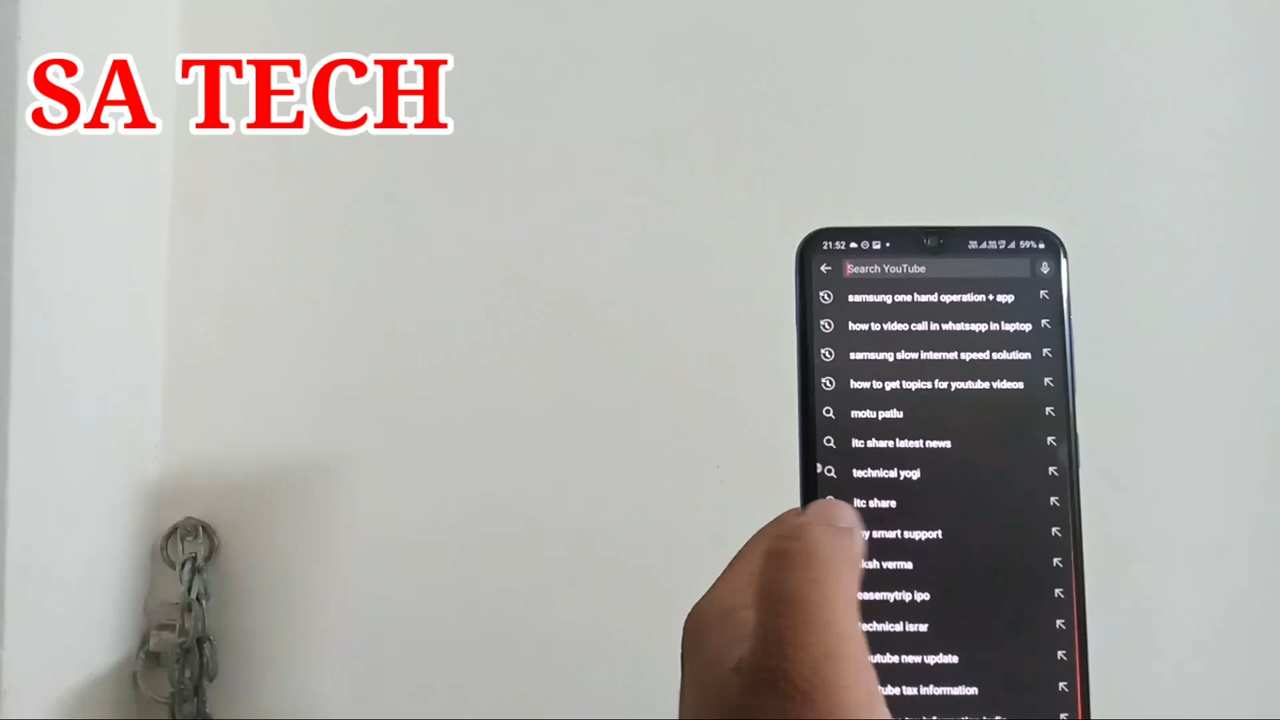 SA TECH
21:52
59%
Search YouTube
samsung one hand operation + app
how to video call in whatsapp in laptop
samsung slow internet speed solution
how to get topics for youtube videos
motu patlu
itc share latest news
technical yogi
itc share
smart support
verma
easemytrip ipo
technical israr
new update
tax information